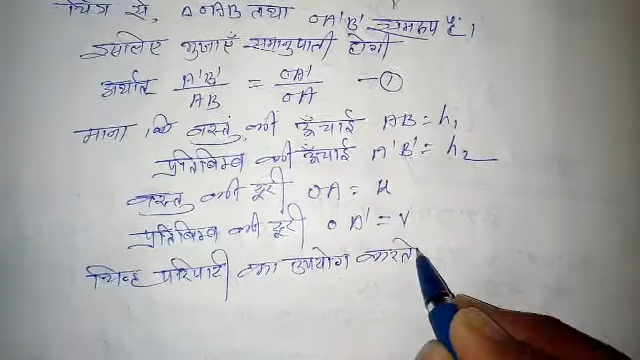 चित्र से, △OAB तथा OA'B' समरूप हैं।
इसलिए भुजाएँ समानुपाती होगी
अर्थात A'B'/AB = OA'/OA —①
माना कि वस्तु की ऊँचाई AB = h₁
प्रतिबिम्ब की ऊँचाई A'B' = h₂
वस्तु की दूरी OA = u
प्रतिबिम्ब की दूरी OA' = v
चिन्ह परिपाटी का उपयोग करते